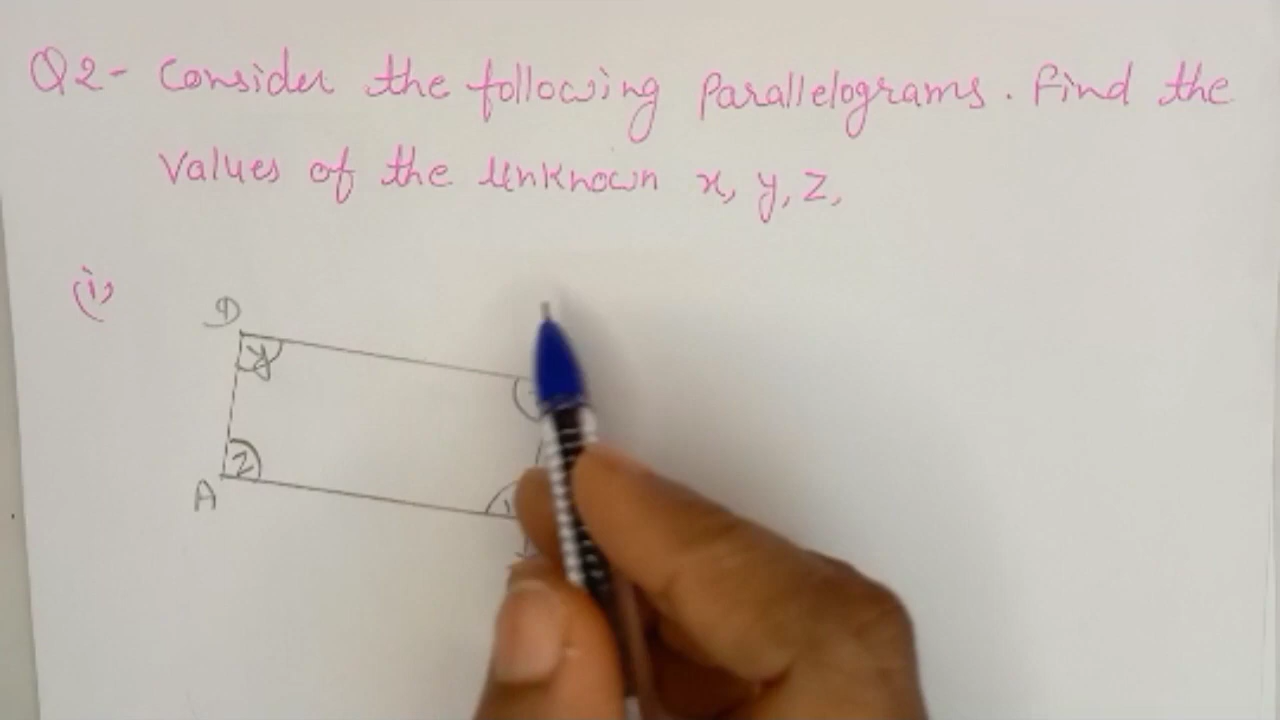 Q2- Consider the following Parallelograms. Find the
Values of the unknown x, y, z,
(i)
D
y
z
A